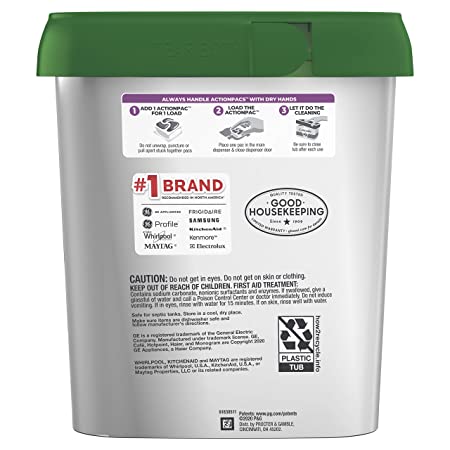 ALWAYS HANDLE ACTIONPACS™ WITH DRY HANDS
1 ADD 1 ACTIONPAC™ FOR 1 LOAD
Do not unwrap, puncture or pull apart stuck together pacs
2 LOAD THE ACTIONPAC™
Place one pac in the main dispenser & close dispenser door
3 LET IT DO THE CLEANING
Be sure to close tub after each use
#1 BRAND
RECOMMENDED IN NORTH AMERICA*
GE APPLIANCES FRIGIDAIRE
GE Profile SAMSUNG
Whirlpool KitchenAid
MAYTAG Kenmore
Electrolux
QUALITY TESTED
GOOD HOUSEKEEPING
Since 1909
CAUTION: Do not get in eyes. Do not get on skin or clothing.
KEEP OUT OF REACH OF CHILDREN. FIRST AID TREATMENT:
Contains sodium carbonate, nonionic surfactants and enzymes. If swallowed, give a
glassful of water and call a Poison Control Center or doctor immediately. Do not induce
vomiting. If in eyes, rinse with water for 15 minutes. If on skin, rinse well with water.
Safe for septic tanks. Store in a cool, dry place.
Make sure items are dishwasher safe and
follow manufacturer's directions.
GE is a registered trademark of the General Electric
Company. Manufactured under trademark license. GE,
Café, Hotpoint, Haier, and Monogram are Copyright 2020
GE Appliances, a Haier Company.
WHIRLPOOL, KITCHENAID and MAYTAG are registered
trademarks of Whirlpool, U.S.A., KitchenAid, U.S.A., or
Maytag Properties, LLC or its related companies.
PLASTIC
TUB
how2recycle.info
Patents: www.pg.com/patents
©2020 P&G
Distr. by PROCTER & GAMBLE,
CINCINNATI, OH 45202.